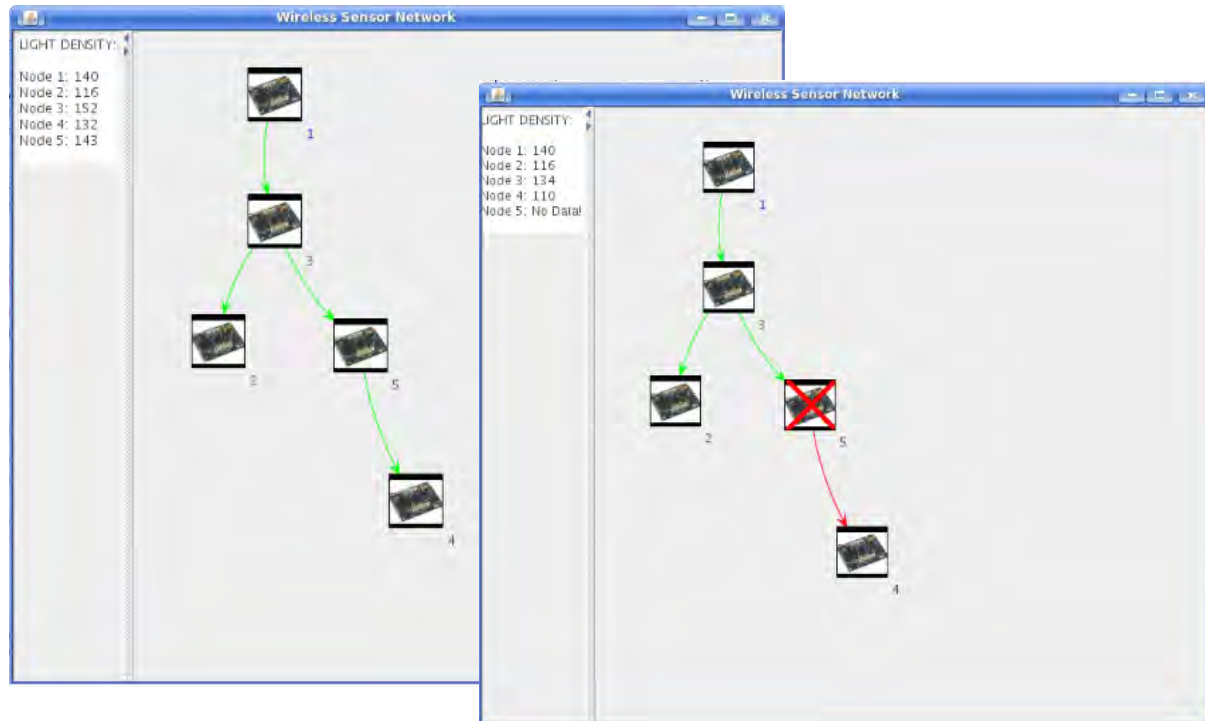 Wireless Sensor Network
LIGHT DENSITY:
Node 1: 140
Node 2: 116
Node 3: 152
Node 4: 132
Node 5: 143
1
3
2
5
4
Wireless Sensor Network
LIGHT DENSITY:
Node 1: 140
Node 2: 116
Node 3: 134
Node 4: 110
Node 5: No Data!
1
3
2
5
4